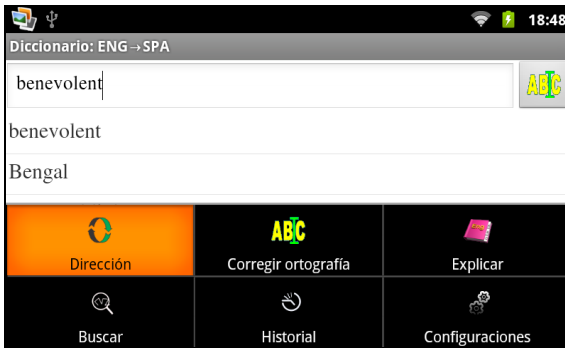 18:48
Diccionario: ENG→SPA
benevolent
ABC
benevolent
Bengal
ABC
Dirección
Corregir ortografía
Explicar
Buscar
Historial
Configuraciones